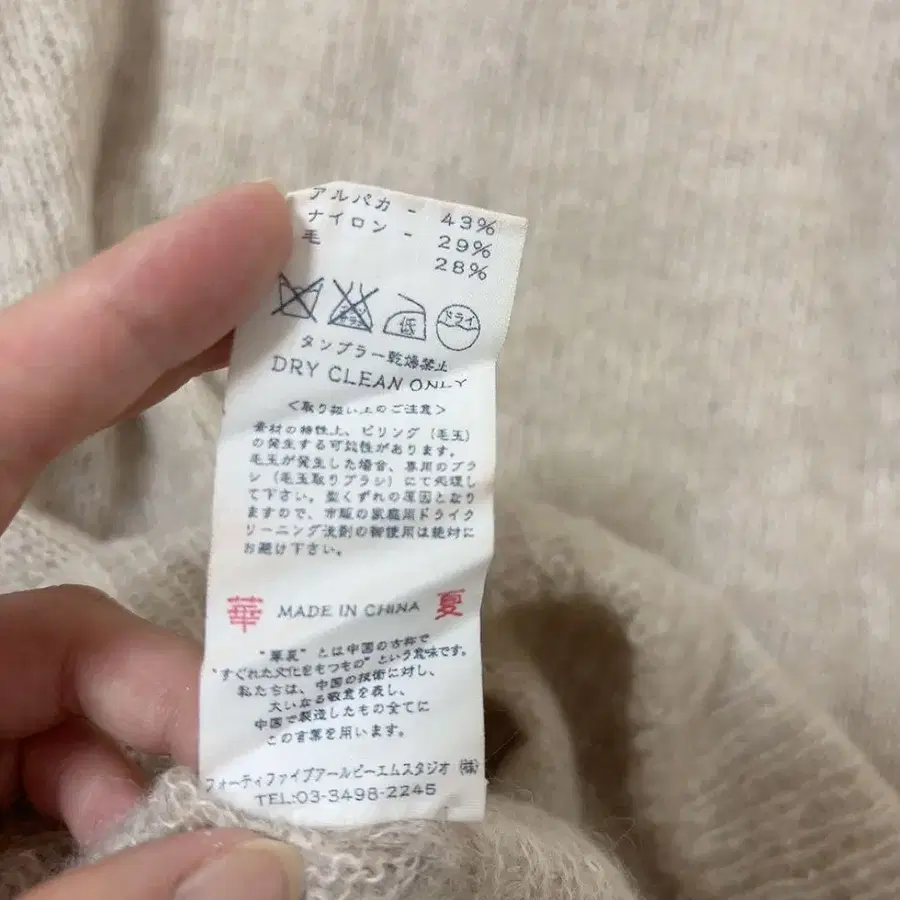 アルパカ - 43%
ナイロン - 29%
毛 28%
低 ドライ
タンブラー乾燥禁止
DRY CLEAN ONLY
<取り扱い上のご注意>
素材の特性上、ピリング (毛玉)
の発生する可能性があります。
毛玉が発生した場合、専用のブラ
シ (毛玉取りブラシ) にて処理し
て下さい。型くずれの原因となり
ますので、市販の家庭用ドライク
リーニング洗剤の御使用は絶対に
お避け下さい。
華 MADE IN CHINA 夏
"華夏" とは中国の古称で
"すぐれた文化をもつもの" という意味です。
私たちは、中国の技術に対し、
大いなる敬意を表し、
中国で製造したもの全てに
この言葉を用います。
フォーティファイブアールピーエムスタジオ (株)
TEL:03-3498-2245